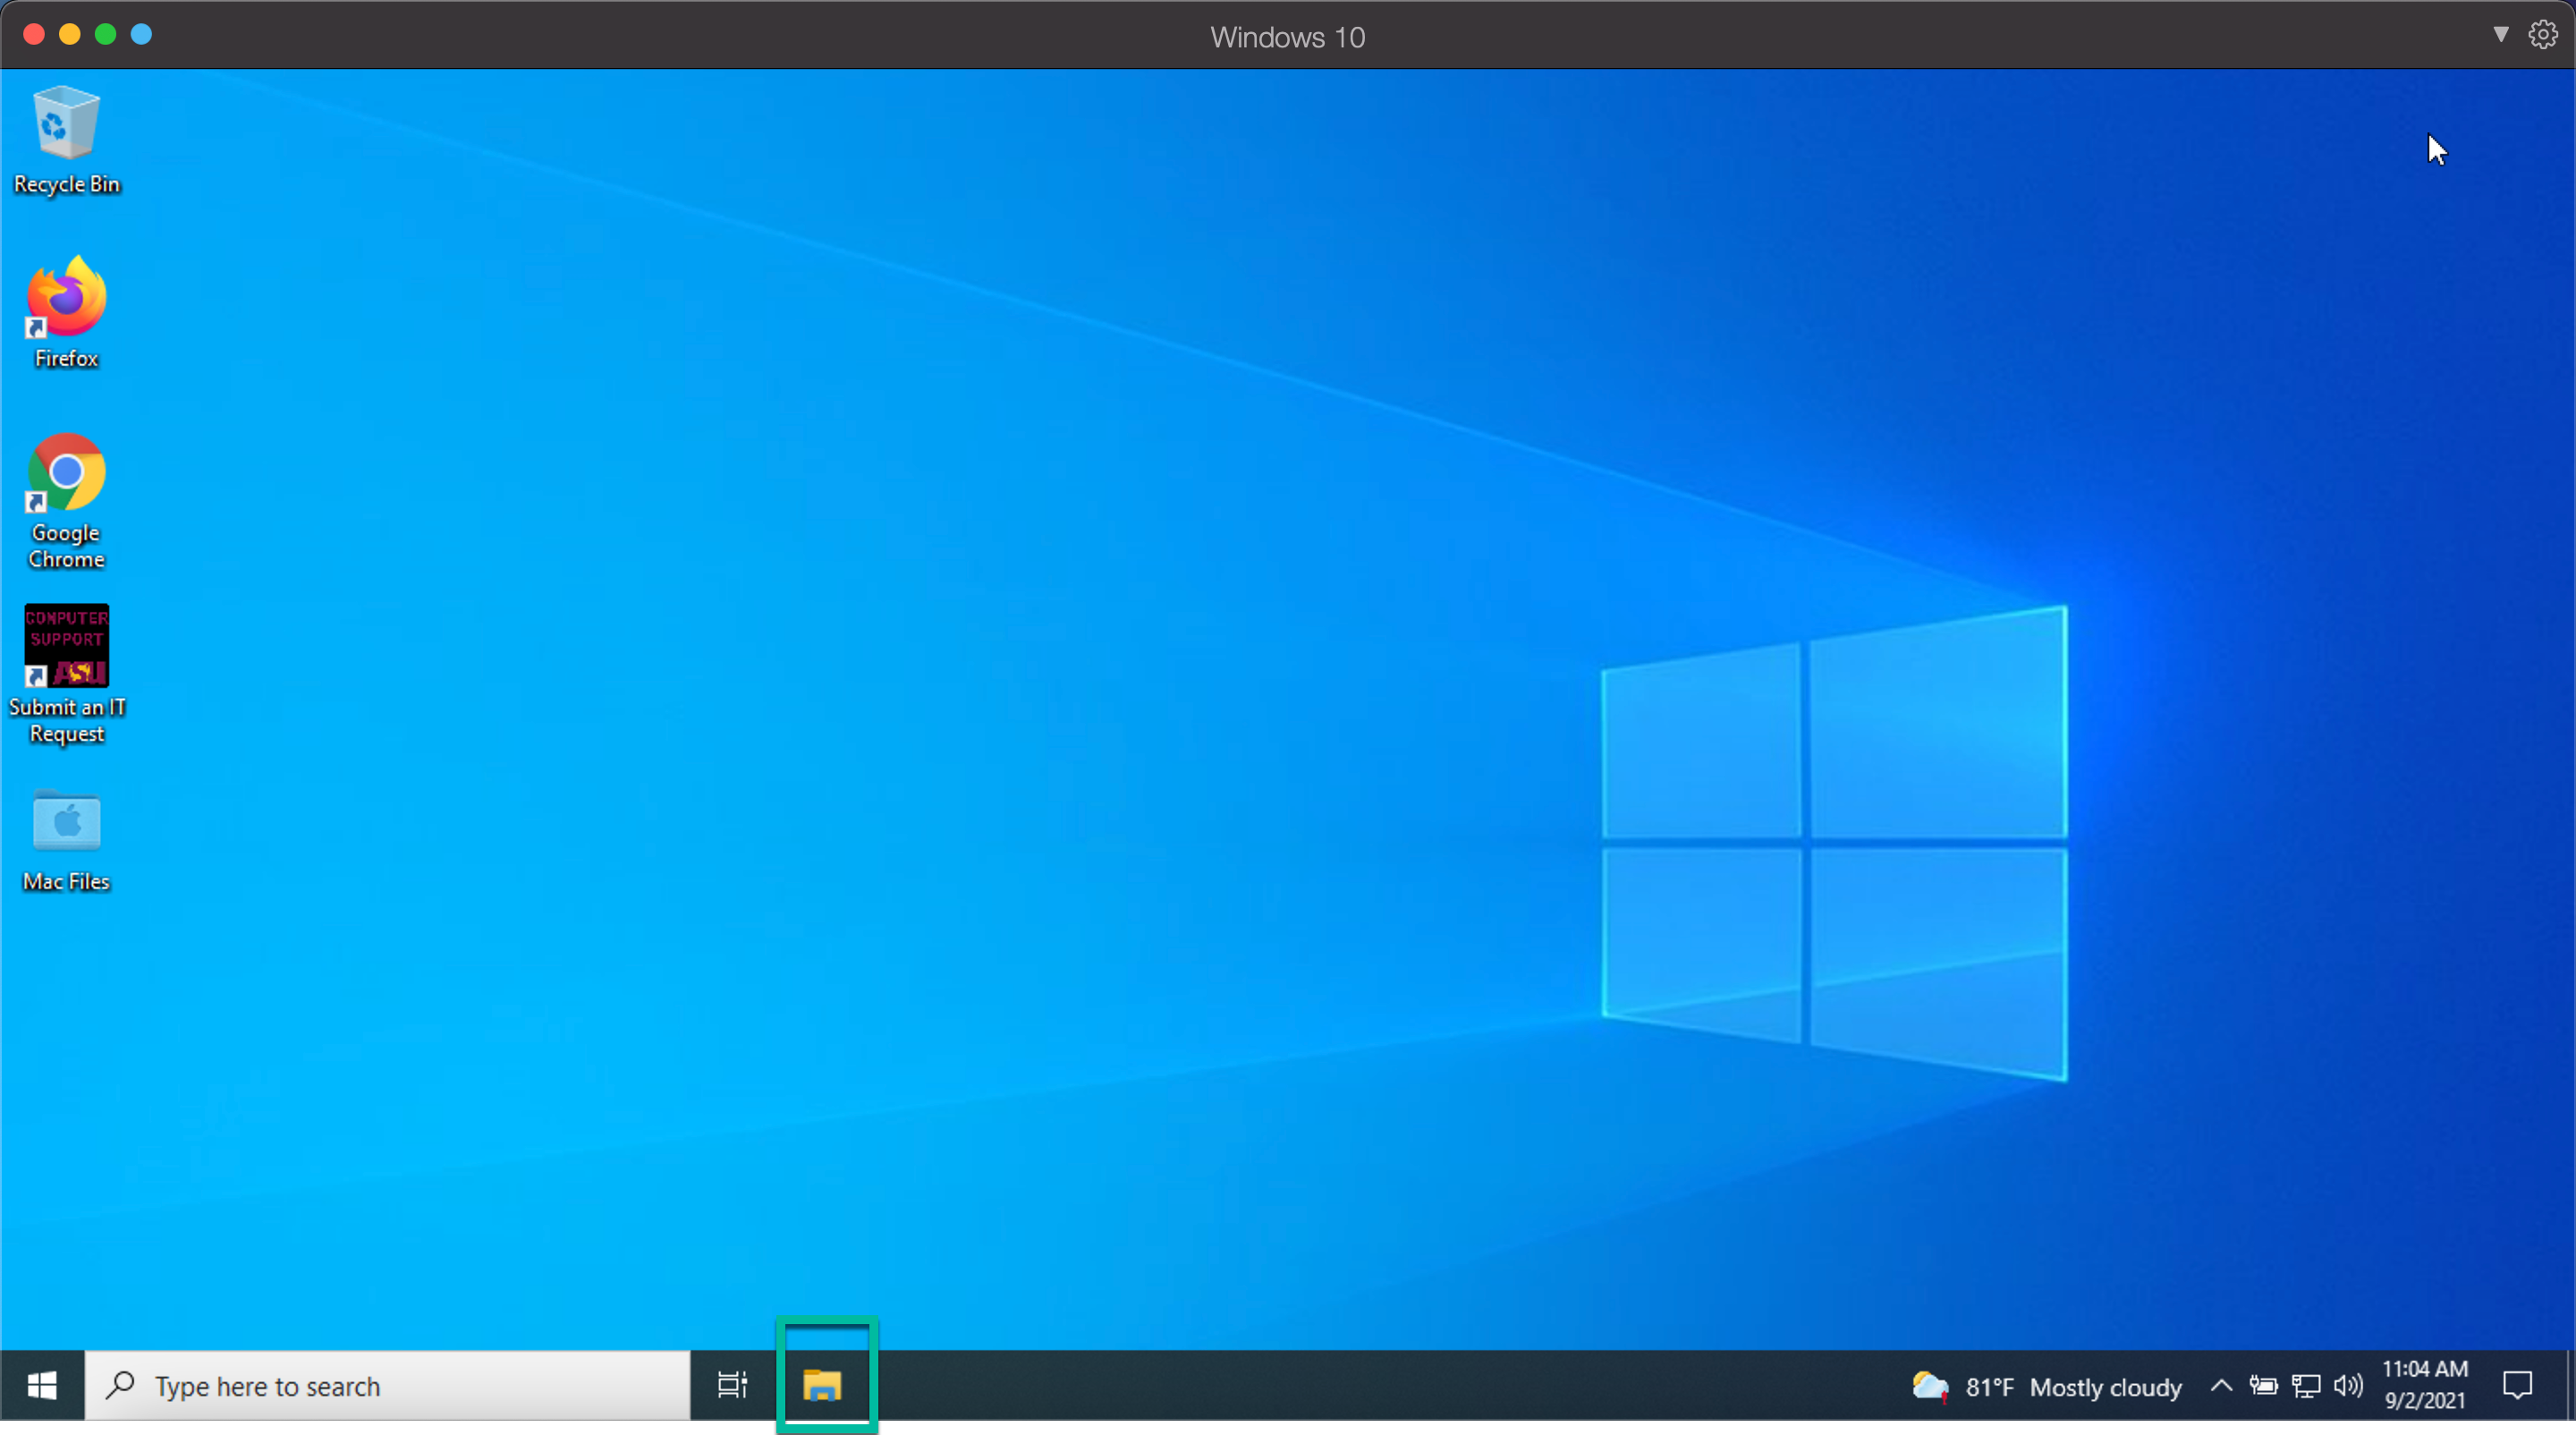 Windows 10
Recycle Bin
Firefox
Google
Chrome
COMPUTER
SUPPORT
ASU
Submit an IT
Request
Mac Files
Type here to search
81°F Mostly cloudy
11:04 AM
9/2/2021